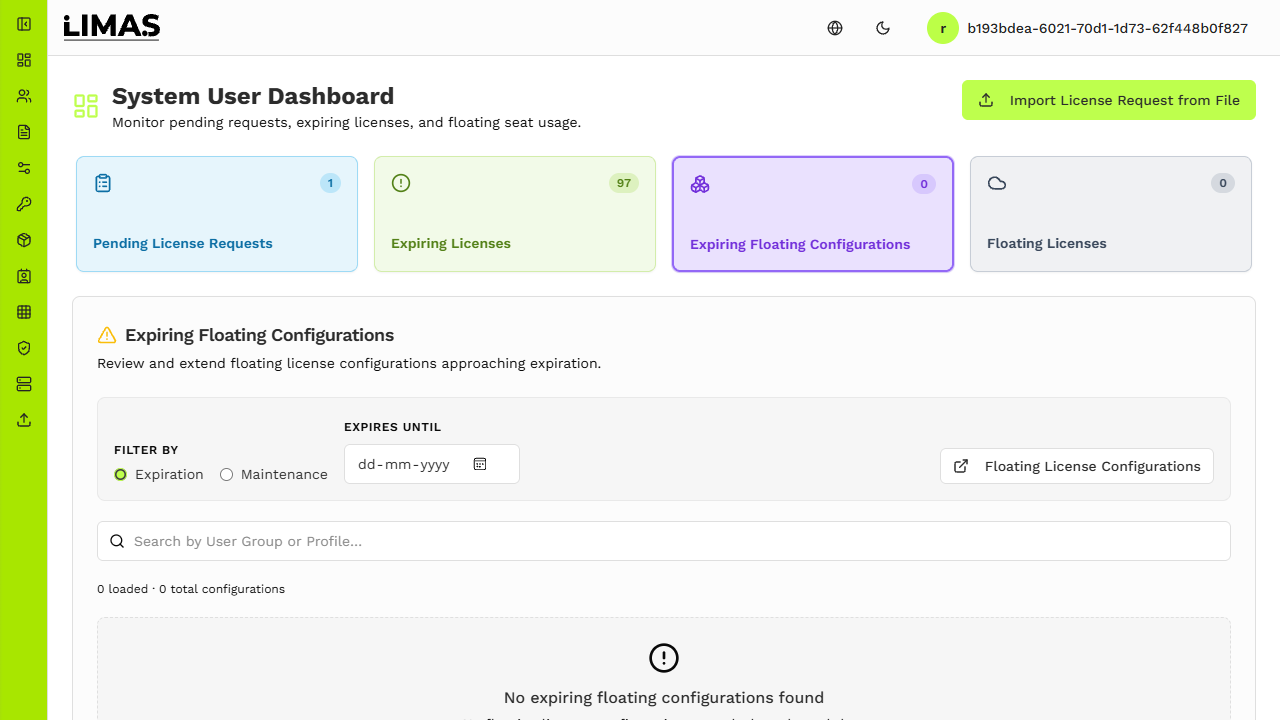 LIMAS
r
b193bdea-6021-70d1-1d73-62f448b0f827
System User Dashboard
Monitor pending requests, expiring licenses, and floating seat usage.
Import License Request from File
1
Pending License Requests
97
Expiring Licenses
0
Expiring Floating Configurations
0
Floating Licenses
Expiring Floating Configurations
Review and extend floating license configurations approaching expiration.
FILTER BY
Expiration
Maintenance
EXPIRES UNTIL
dd-mm-yyyy
Floating License Configurations
Search by User Group or Profile...
0 loaded · 0 total configurations
No expiring floating configurations found